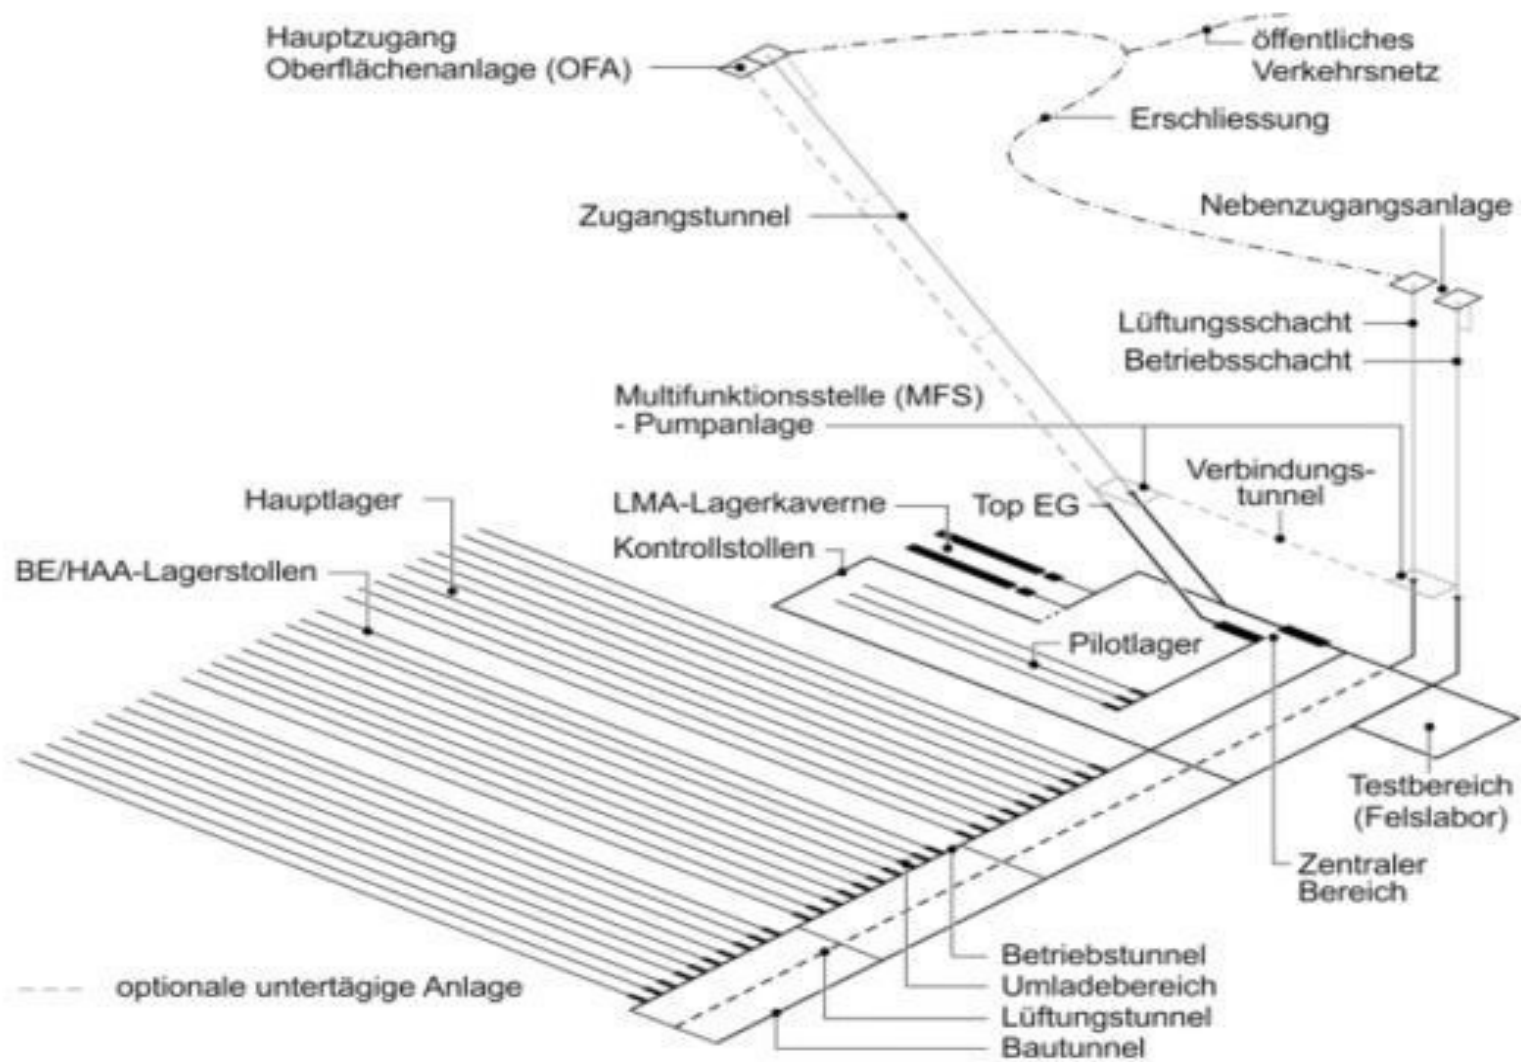 Hauptzugang
Oberflächenanlage (OFA)
öffentliches
Verkehrsnetz
Erschliessung
Zugangstunnel
Nebenzugangsanlage
Lüftungsschacht
Betriebsschacht
Multifunktionsstelle (MFS)
- Pumpanlage
Verbindungs-
tunnel
Hauptlager
LMA-Lagerkaverne
Top EG
Kontrollstollen
BE/HAA-Lagerstollen
Pilotlager
Testbereich
(Felslabor)
Zentraler
Bereich
Betriebstunnel
Umladebereich
Lüftungstunnel
Bautunnel
optionale untertägige Anlage